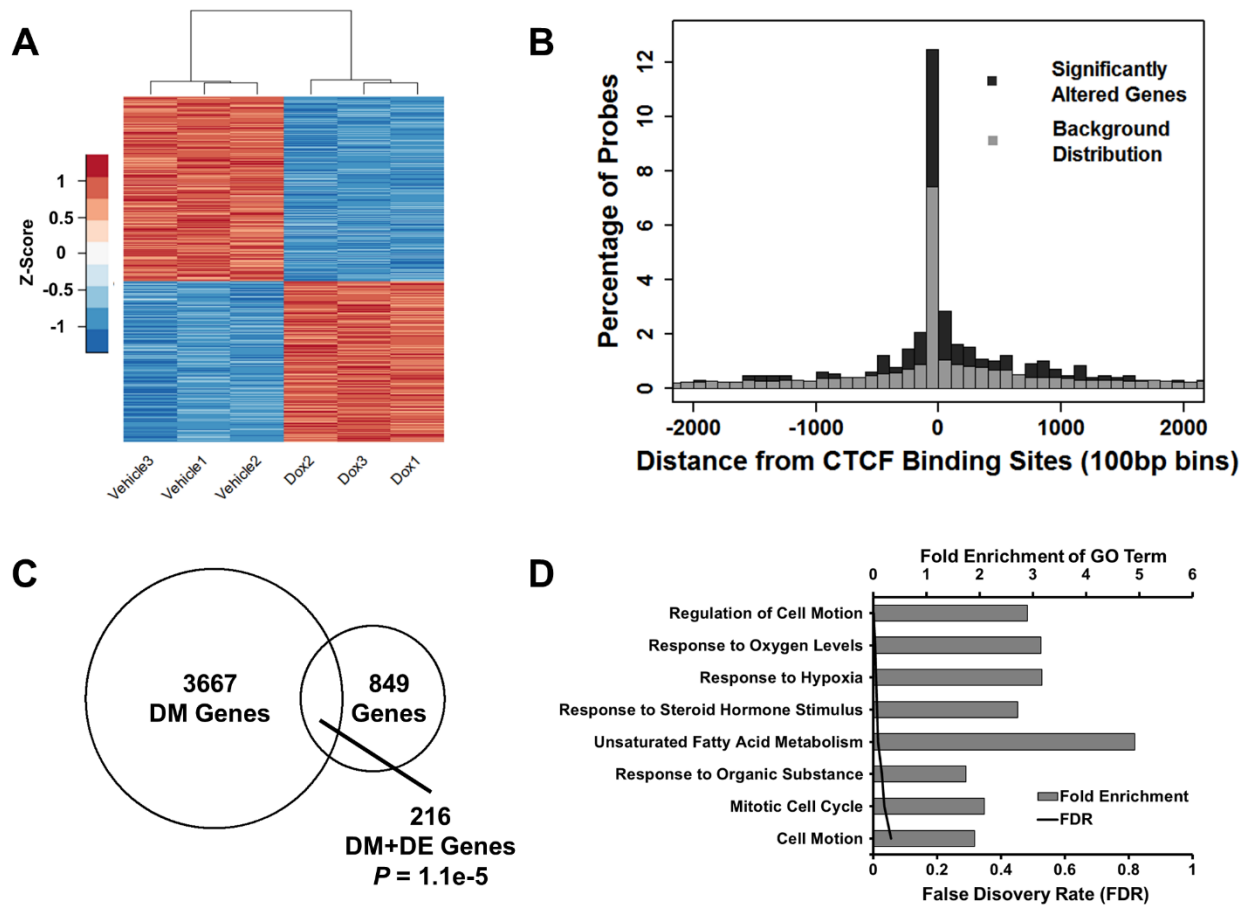 A
Z-Score
1
0.5
0
-0.5
-1
Vehicle3
Vehicle1
Vehicle2
Dox2
Dox3
Dox1
B
Percentage of Probes
12
10
8
6
4
2
0
Significantly
Altered Genes
Background
Distribution
-2000
-1000
0
1000
2000
Distance from CTCF Binding Sites (100bp bins)
C
3667
DM Genes
849
Genes
216
DM+DE Genes
P = 1.1e-5
D
Fold Enrichment of GO Term
0 1 2 3 4 5 6
Regulation of Cell Motion
Response to Oxygen Levels
Response to Hypoxia
Response to Steroid Hormone Stimulus
Unsaturated Fatty Acid Metabolism
Response to Organic Substance
Mitotic Cell Cycle
Cell Motion
Fold Enrichment
FDR
0 0.2 0.4 0.6 0.8 1
False Disovery Rate (FDR)